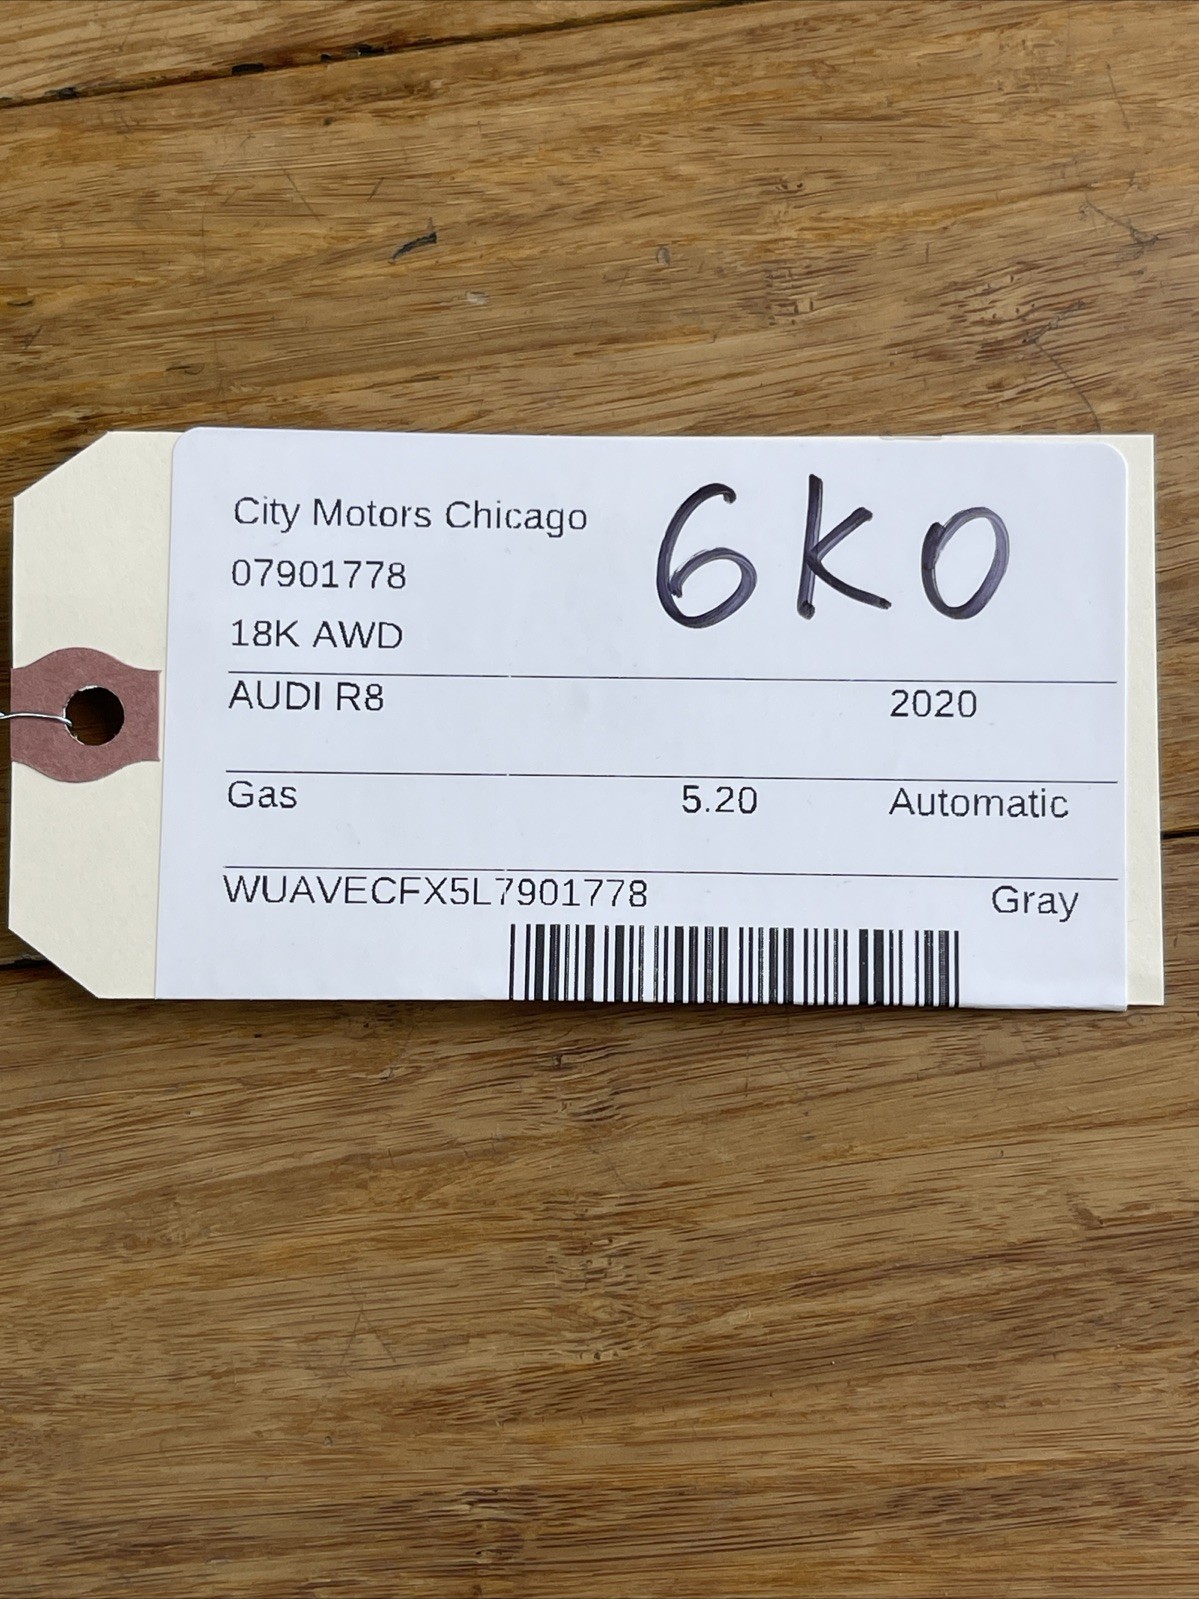 City Motors Chicago
6KO
07901778
18K AWD
AUDI R8 2020
Gas 5.20 Automatic
WUAVECFX5L7901778 Gray